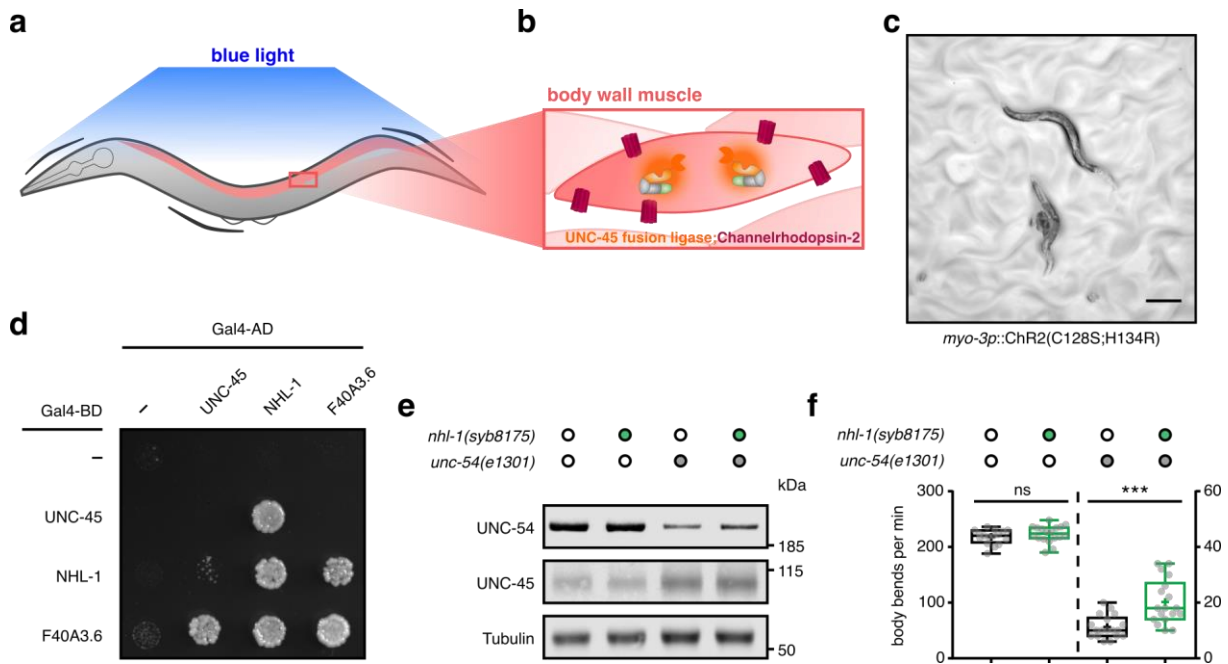 a
blue light
b
body wall muscle
UNC-45 fusion ligase;Channelrhodopsin-2
c
myo-3p::ChR2(C128S;H134R)
d
Gal4-AD
Gal4-BD
– UNC-45 NHL-1 F40A3.6
–
UNC-45
NHL-1
F40A3.6
e
nhl-1(syb8175)
unc-54(e1301)
kDa
UNC-54
185
115
UNC-45
Tubulin
50
f
nhl-1(syb8175)
unc-54(e1301)
ns
***
body bends per min
300
200
100
0
60
40
20
0